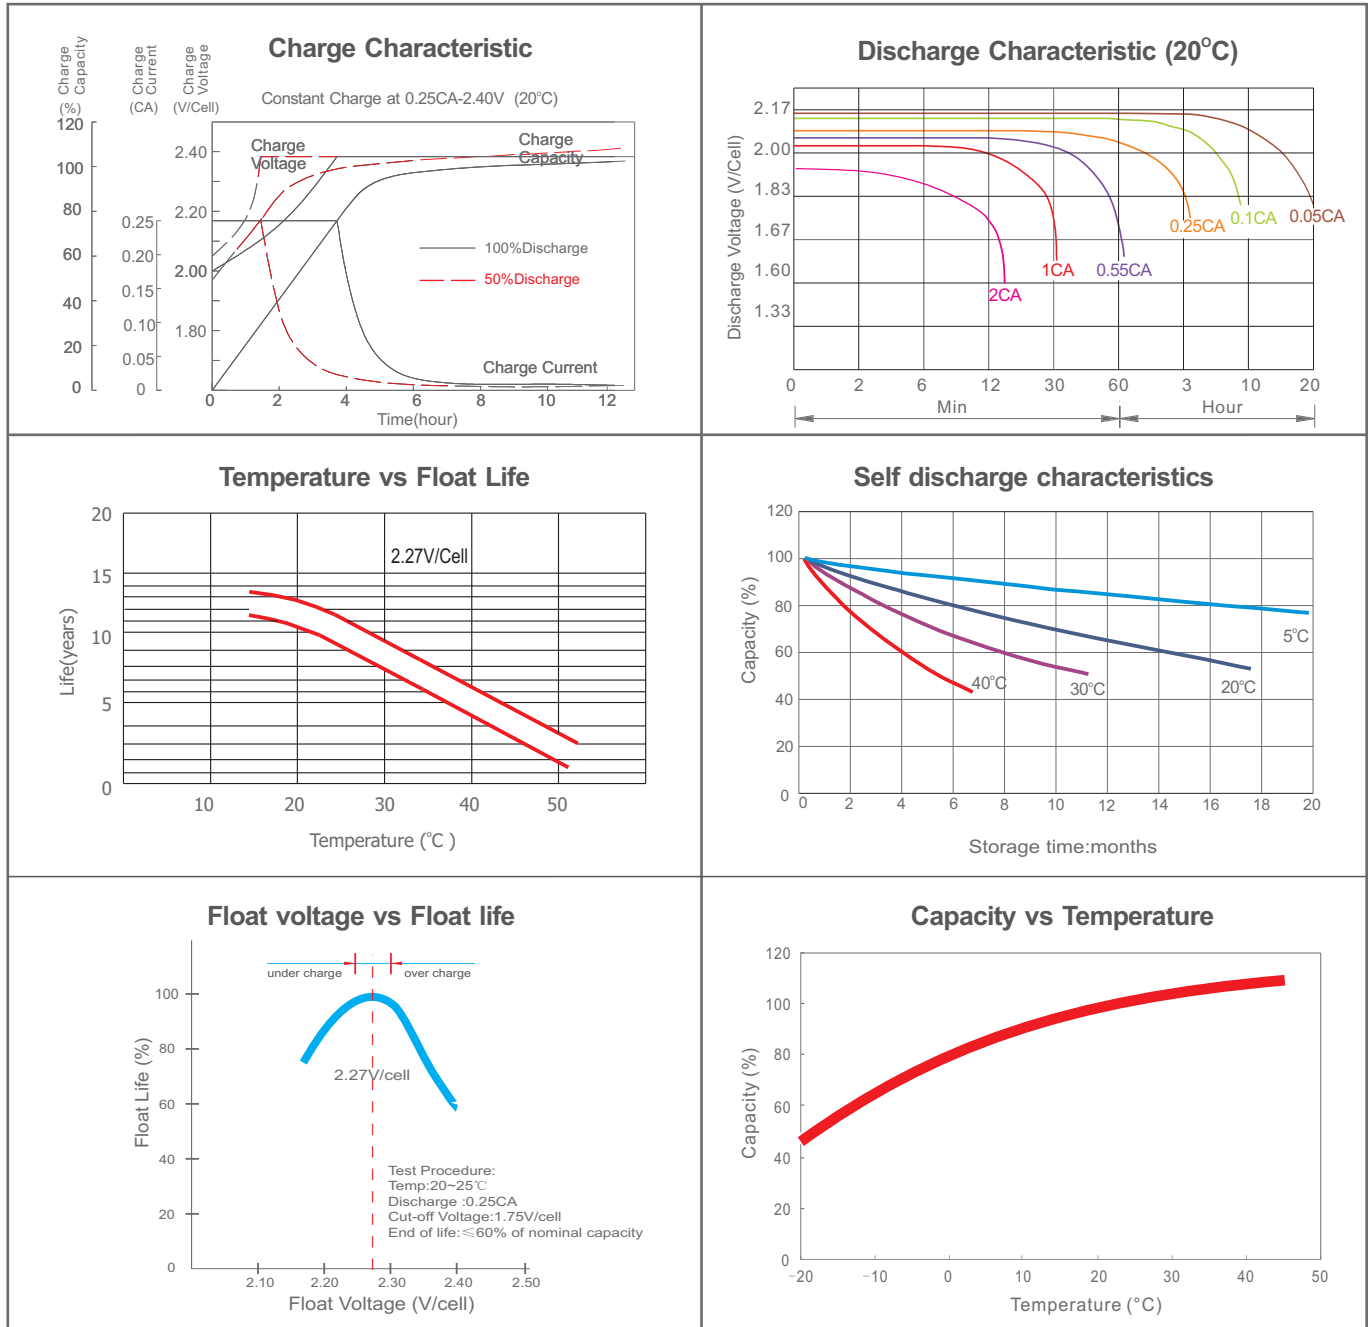 Charge Characteristic
Charge
Capacity
(%)
Charge
Current
(CA)
Charge
Voltage
(V/Cell)
Constant Charge at 0.25CA-2.40V (20°C)
120
100
80
60
40
20
0
0.25
0.20
0.15
0.10
0.05
0
2.40
2.20
2.00
1.80
Charge
Voltage
Charge
Capacity
100%Discharge
50%Discharge
Charge Current
0 2 4 6 8 10 12
Time(hour)
Discharge Characteristic (20°C)
Discharge Voltage (V/Cell)
2.17
2.00
1.83
1.67
1.60
1.33
2CA
1CA
0.55CA
0.25CA
0.1CA
0.05CA
0 2 6 12 30 60 3 10 20
Min Hour
Temperature vs Float Life
Life(years)
20
15
10
5
0
2.27V/Cell
10 20 30 40 50
Temperature (°C )
Self discharge characteristics
Capacity (%)
120
100
80
60
40
20
0
5°C
40°C
30°C
20°C
0 2 4 6 8 10 12 14 16 18 20
Storage time:months
Float voltage vs Float life
under charge over charge
Float Life (%)
100
80
60
40
20
0
2.27V/cell
Test Procedure:
Temp:20~25℃
Discharge :0.25CA
Cut-off Voltage:1.75V/cell
End of life:≤60% of nominal capacity
2.10 2.20 2.30 2.40 2.50
Float Voltage (V/cell)
Capacity vs Temperature
Capacity (%)
120
100
80
60
40
20
0
−20 −10 0 10 20 30 40 50
Temperature (°C)